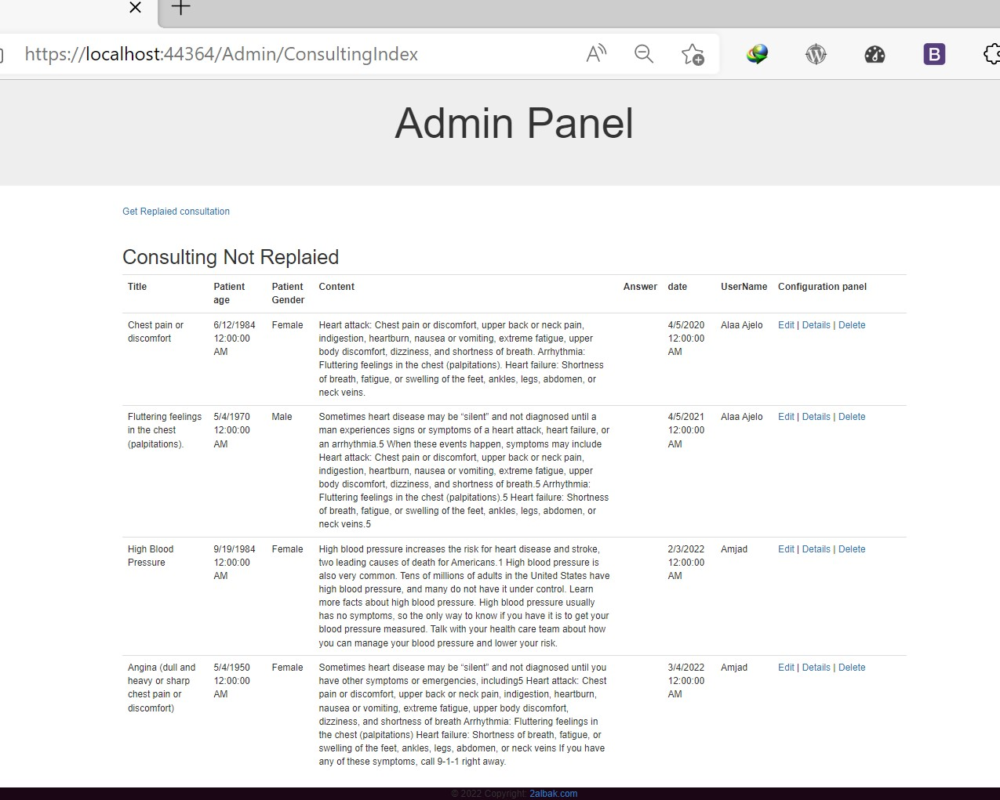 https://localhost:44364/Admin/ConsultingIndex
Admin Panel
Get Replaied consultation
Consulting Not Replaied
Title Patient age Patient Gender Content Answer date UserName Configuration panel
Chest pain or
discomfort
6/12/1984
12:00:00
AM
Female
Heart attack: Chest pain or discomfort, upper back or neck pain,
indigestion, heartburn, nausea or vomiting, extreme fatigue, upper
body discomfort, dizziness, and shortness of breath. Arrhythmia:
Fluttering feelings in the chest (palpitations). Heart failure: Shortness
of breath, fatigue, or swelling of the feet, ankles, legs, abdomen, or
neck veins.
4/5/2020
12:00:00
AM
Alaa Ajelo
Edit | Details | Delete
Fluttering feelings
in the chest
(palpitations).
5/4/1970
12:00:00
AM
Male
Sometimes heart disease may be “silent” and not diagnosed until a
man experiences signs or symptoms of a heart attack, heart failure, or
an arrhythmia.5 When these events happen, symptoms may include
Heart attack: Chest pain or discomfort, upper back or neck pain,
indigestion, heartburn, nausea or vomiting, extreme fatigue, upper
body discomfort, dizziness, and shortness of breath.5 Arrhythmia:
Fluttering feelings in the chest (palpitations).5 Heart failure: Shortness
of breath, fatigue, or swelling of the feet, ankles, legs, abdomen, or
neck veins.5
4/5/2021
12:00:00
AM
Alaa Ajelo
Edit | Details | Delete
High Blood
Pressure
9/19/1984
12:00:00
AM
Female
High blood pressure increases the risk for heart disease and stroke,
two leading causes of death for Americans.1 High blood pressure is
also very common. Tens of millions of adults in the United States have
high blood pressure, and many do not have it under control. Learn
more facts about high blood pressure. High blood pressure usually
has no symptoms, so the only way to know if you have it is to get your
blood pressure measured. Talk with your health care team about how
you can manage your blood pressure and lower your risk.
2/3/2022
12:00:00
AM
Amjad
Edit | Details | Delete
Angina (dull and
heavy or sharp
chest pain or
discomfort)
5/4/1950
12:00:00
AM
Female
Sometimes heart disease may be “silent” and not diagnosed until you
have other symptoms or emergencies, including5 Heart attack: Chest
pain or discomfort, upper back or neck pain, indigestion, heartburn,
nausea or vomiting, extreme fatigue, upper body discomfort,
dizziness, and shortness of breath Arrhythmia: Fluttering feelings in
the chest (palpitations) Heart failure: Shortness of breath, fatigue, or
swelling of the feet, ankles, legs, abdomen, or neck veins If you have
any of these symptoms, call 9-1-1 right away.
3/4/2022
12:00:00
AM
Amjad
Edit | Details | Delete
© 2022 Copyright: 2albak.com